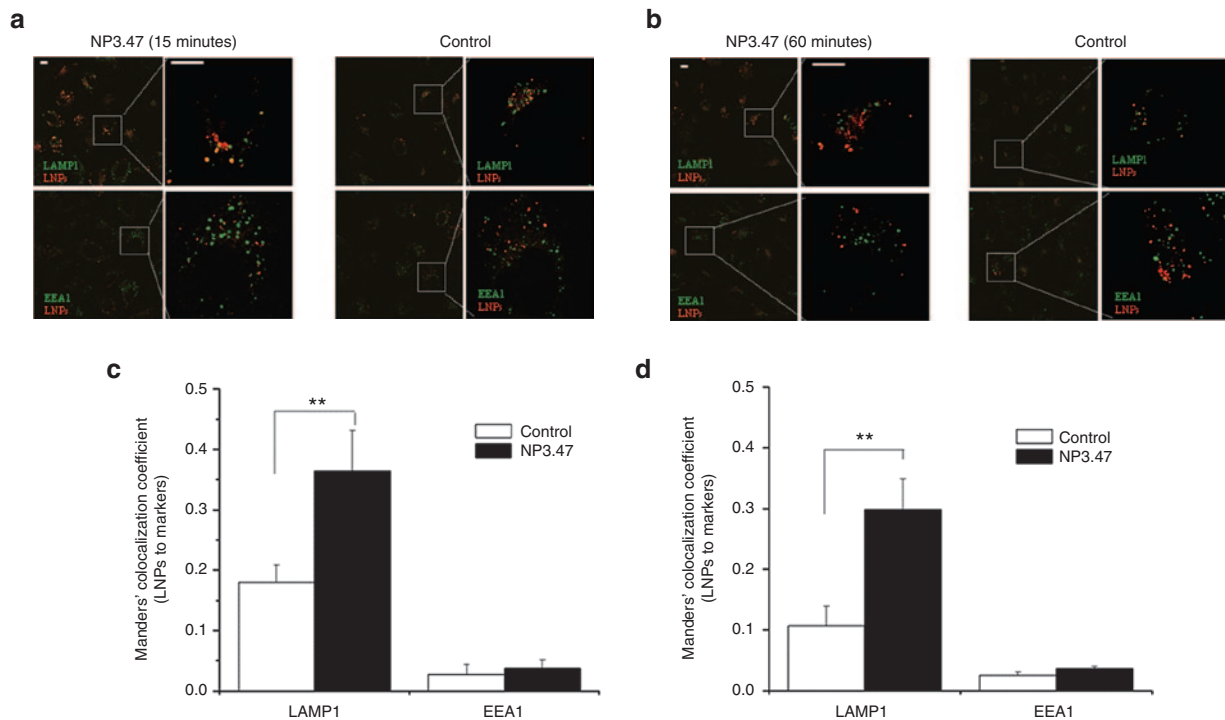 a
NP3.47 (15 minutes)
Control
LAMP1
LNPs
LAMP1
LNPs
EEA1
LNPs
EEA1
LNPs
b
NP3.47 (60 minutes)
Control
LAMP1
LNPs
LAMP1
LNPs
EEA1
LNPs
EEA1
LNPs
c
Manders' colocalization coefficient
(LNPs to markers)
0.5
0.4
0.3
0.2
0.1
0.0
**
Control
NP3.47
LAMP1
EEA1
d
Manders' colocalization coefficient
(LNPs to markers)
0.5
0.4
0.3
0.2
0.1
0.0
**
Control
NP3.47
LAMP1
EEA1